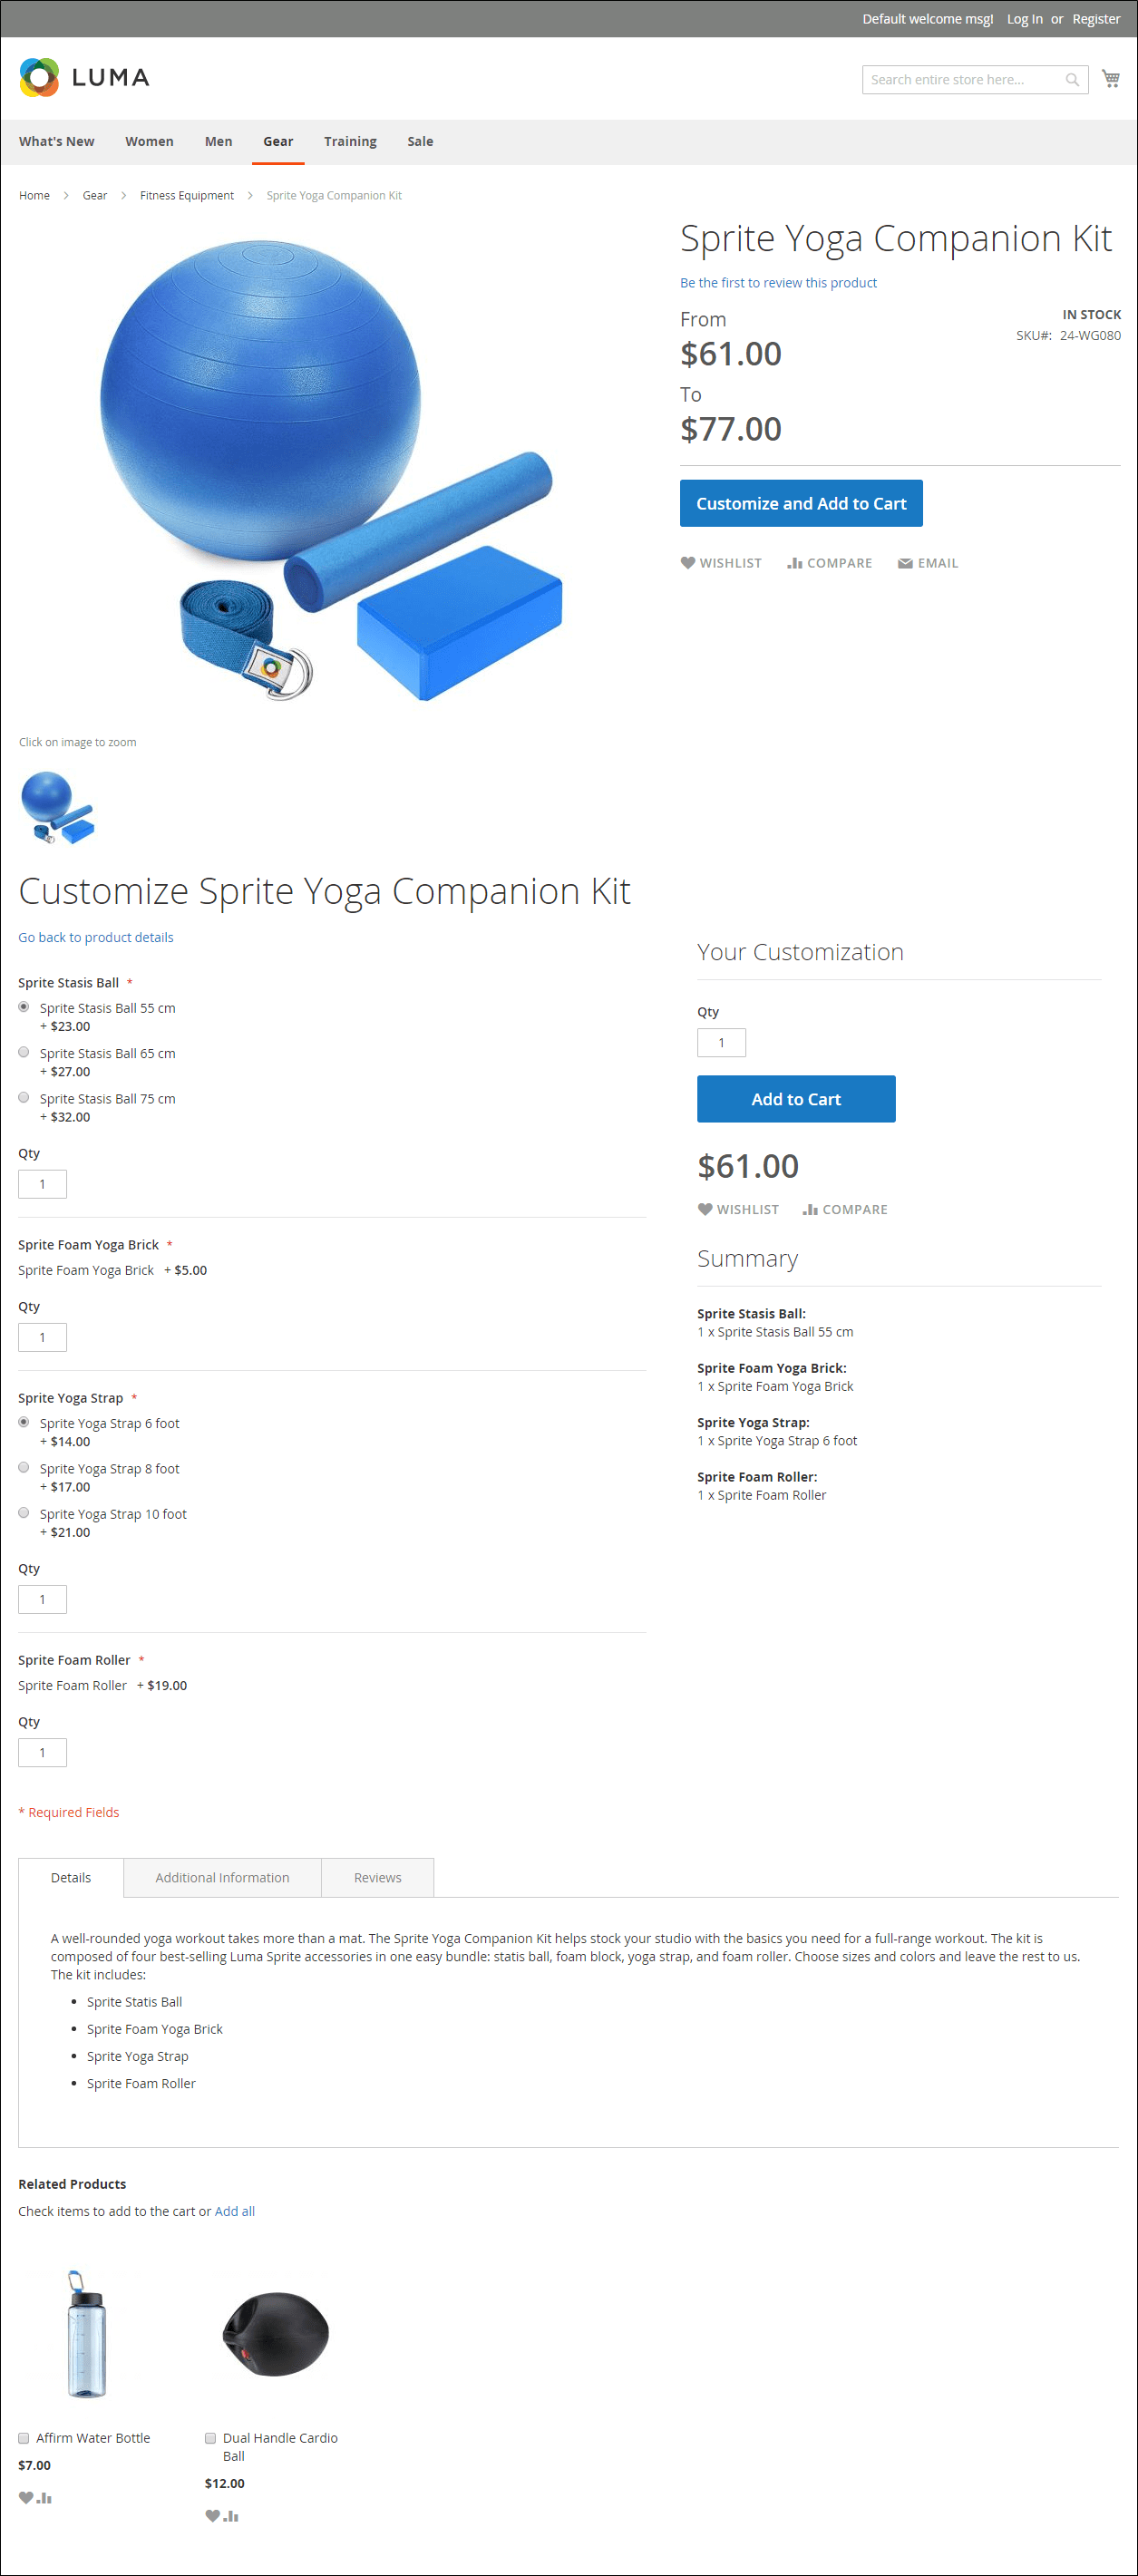 Default welcome msg! Log In or Register
LUMA
Search entire store here...
What's New Women Men Gear Training Sale
Home > Gear > Fitness Equipment > Sprite Yoga Companion Kit
Sprite Yoga Companion Kit
Be the first to review this product
From
$61.00
IN STOCK
SKU#: 24-WG080
To
$77.00
Customize and Add to Cart
WISHLIST COMPARE EMAIL
Click on image to zoom
Customize Sprite Yoga Companion Kit
Go back to product details
Sprite Stasis Ball *
Sprite Stasis Ball 55 cm
+ $23.00
Sprite Stasis Ball 65 cm
+ $27.00
Sprite Stasis Ball 75 cm
+ $32.00
Qty
1
Sprite Foam Yoga Brick *
Sprite Foam Yoga Brick + $5.00
Qty
1
Sprite Yoga Strap *
Sprite Yoga Strap 6 foot
+ $14.00
Sprite Yoga Strap 8 foot
+ $17.00
Sprite Yoga Strap 10 foot
+ $21.00
Qty
1
Sprite Foam Roller *
Sprite Foam Roller + $19.00
Qty
1
* Required Fields
Your Customization
Qty
1
Add to Cart
$61.00
WISHLIST COMPARE
Summary
Sprite Stasis Ball:
1 x Sprite Stasis Ball 55 cm
Sprite Foam Yoga Brick:
1 x Sprite Foam Yoga Brick
Sprite Yoga Strap:
1 x Sprite Yoga Strap 6 foot
Sprite Foam Roller:
1 x Sprite Foam Roller
Details Additional Information Reviews
A well-rounded yoga workout takes more than a mat. The Sprite Yoga Companion Kit helps stock your studio with the basics you need for a full-range workout. The kit is
composed of four best-selling Luma Sprite accessories in one easy bundle: statis ball, foam block, yoga strap, and foam roller. Choose sizes and colors and leave the rest to us.
The kit includes:
• Sprite Statis Ball
• Sprite Foam Yoga Brick
• Sprite Yoga Strap
• Sprite Foam Roller
Related Products
Check items to add to the cart or Add all
Affirm Water Bottle
$7.00
Dual Handle Cardio
Ball
$12.00